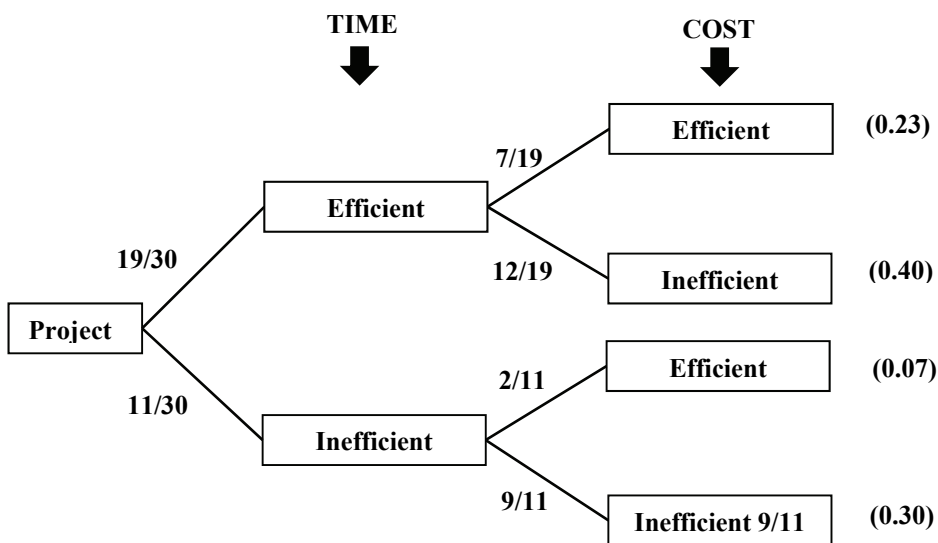 TIME
COST
Efficient
(0.23)
7/19
Efficient
19/30
12/19
Inefficient
(0.40)
Project
2/11
Efficient
(0.07)
11/30
Inefficient
9/11
Inefficient 9/11
(0.30)